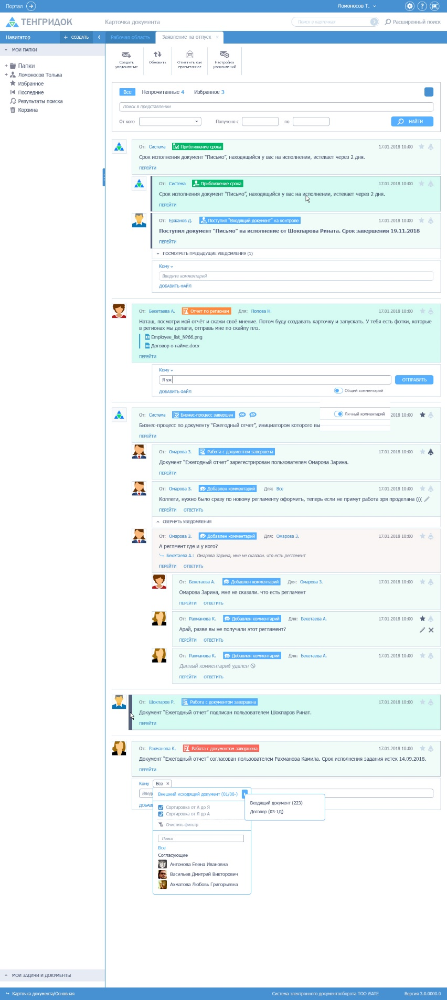 Портал
Ломоносов Т.
?
ТЕНГРИДОК
Карточка документа
Поиск в карточках
Расширенный поиск
Навигатор
+ СОЗДАТЬ
Рабочая область
Заявление на отпуск ×
МОИ ПАПКИ
Папки
Ломоносов Толька
Избранное
Последние
Результаты поиска
Корзина
Создать уведомление
Обновить
Отметить как прочитанное
Настройка уведомлений
Все Непрочитанные 4 Избранное 3
Поиск в представлении
От кого Получено с по НАЙТИ
От: Система Приближение срока 17.01.2018 10:00
Срок исполнения документ “Письмо”, находящийся у вас на исполнении, истекает через 2 дня.
ПЕРЕЙТИ
От: Система Приближение срока 17.01.2018 10:00
Срок исполнения документ “Письмо”, находящийся у вас на исполнении, истекает через 2 дня.
ПЕРЕЙТИ
От: Ержанов Д. Поступил “Входящий документ” на контроле 17.01.2018 10:00
Поступил документ “Письмо” на исполнение от Шокпарова Рината. Срок завершения 19.11.2018
ПЕРЕЙТИ
ПОСМОТРЕТЬ ПРЕДЫДУЩИЕ УВЕДОМЛЕНИЯ (1)
Кому
Введите комментарий
ДОБАВИТЬ ФАЙЛ
От: Бекетаева А. Отчет по регионам Для: Попова Н. 17.01.2018 10:00
Наташ, посмотри мой отчёт и скажи своё мнение. Потом буду создавать карточку и запускать. У тебя есть фотки, которые
в регионах мы делали, отправь мне по скайпу плз.
Employee_list_№66.png
Договор о найме.docx
ПЕРЕЙТИ
Кому
Я уж
ОТПРАВИТЬ
ДОБАВИТЬ ФАЙЛ
Общий комментарий
От: Система Бизнес-процесс завершен Личный комментарий 2018 10:00
Бизнес-процесс по документу “Ежегодный отчет”, инициатором которого вы
ПЕРЕЙТИ
От: Омарова З. Работа с документом завершена 17.01.2018 10:00
Документ “Ежегодный отчет” зарегестрирован пользователем Омарова Зарина.
ПЕРЕЙТИ
От: Омарова З. Добавлен комментарий Для: Все 17.01.2018 10:00
Коллеги, нужно было сразу по новому регламенту оформить, теперь если не примут работа зря проделана (((
ПЕРЕЙТИ ОТВЕТИТЬ
СВЕРНУТЬ УВЕДОМЛЕНИЯ
От: Омарова З. Добавлен комментарий Для: Омарова З. 17.01.2018 10:00
А реглмент где и у кого?
Бекетаева А.: Омарова Зарина, мне не сказали. что есть регламент
ПЕРЕЙТИ ОТВЕТИТЬ
От: Бекетаева А. Добавлен комментарий Для: Омарова З. 17.01.2018 10:00
Омарова Зарина, мне не сказали. что есть регламент
ПЕРЕЙТИ ОТВЕТИТЬ
От: Рахманова К. Добавлен комментарий Для: Бекетаева А. 17.01.2018 10:00
Арай, разве вы не получали этот регламент?
ПЕРЕЙТИ ОТВЕТИТЬ
От: Рахманова К. Добавлен комментарий Для: Бекетаева А. 17.01.2018 10:00
Данный комментарий удален
ПЕРЕЙТИ ОТВЕТИТЬ
От: Шокпаров Р. Работа с документом завершена 17.01.2018 10:00
Документ “Ежегодный отчет” подписан пользователем Шокпаров Ринат.
ПЕРЕЙТИ
От: Рахманова К. Работа с документом завершена 17.01.2018 10:00
Документ “Ежегодный отчет” согласован пользователем Рахманова Камила. Срок исполнения задания истек 14.09.2018.
ПЕРЕЙТИ
Кому Все ×
Введ
ДОБАВИ
Внешний исходящий документ (01/08-)
Входящий документ (223)
Договор (03-1Д)
Сортировка от А до Я
Сортировка от Я до А
Очистить фильтр
Поиск
Все
Согласующие
Антонова Елена Ивановна
Васильев Дмитрий Викторович
Ахматова Любовь Григорьевна
МОИ ЗАДАЧИ И ДОКУМЕНТЫ
Карточка документа/Основная
Система электронного документооборота ТОО iSATE
Версия 3.0.0000.0